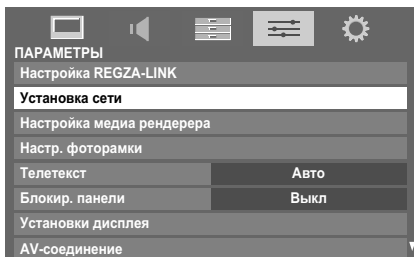 ПАРАМЕТРЫ
Настройка REGZA-LINK
Установка сети
Настройка медиа рендерера
Настр. фоторамки
Телетекст Авто
Блокир. панели Выкл
Установки дисплея
AV-соединение